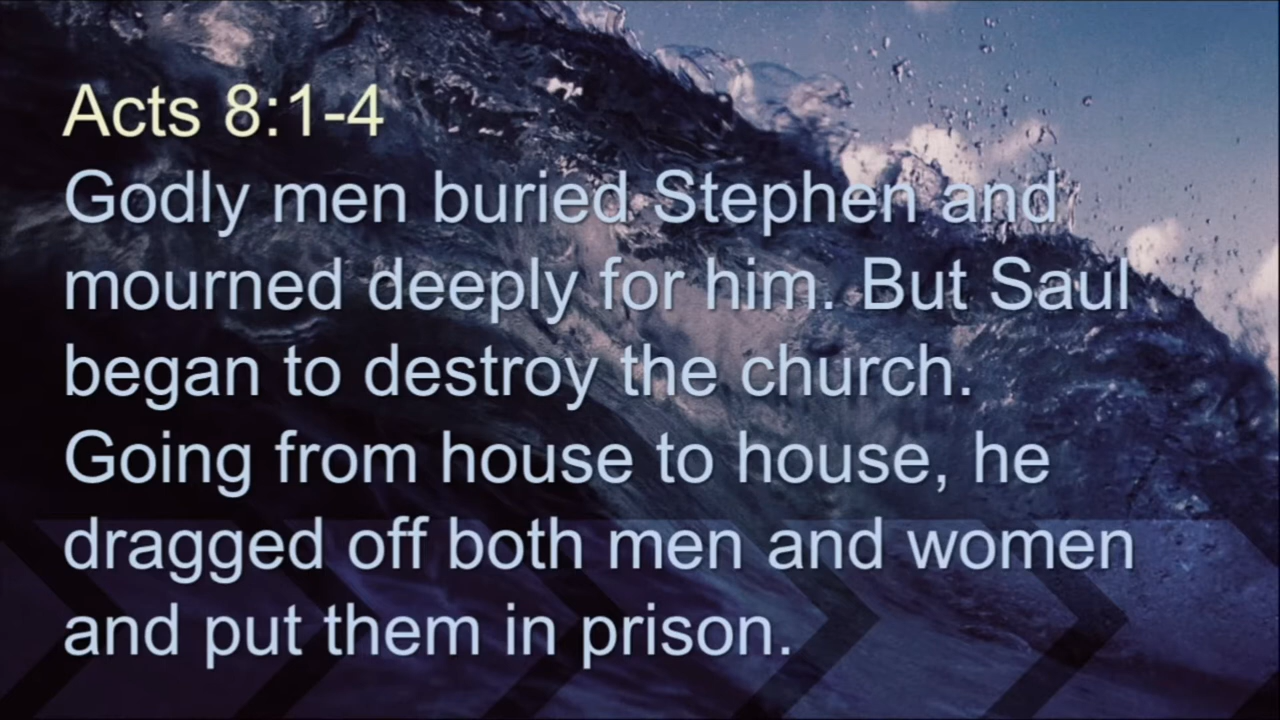 Acts 8:1-4
Godly men buried Stephen and
mourned deeply for him. But Saul
began to destroy the church.
Going from house to house, he
dragged off both men and women
and put them in prison.